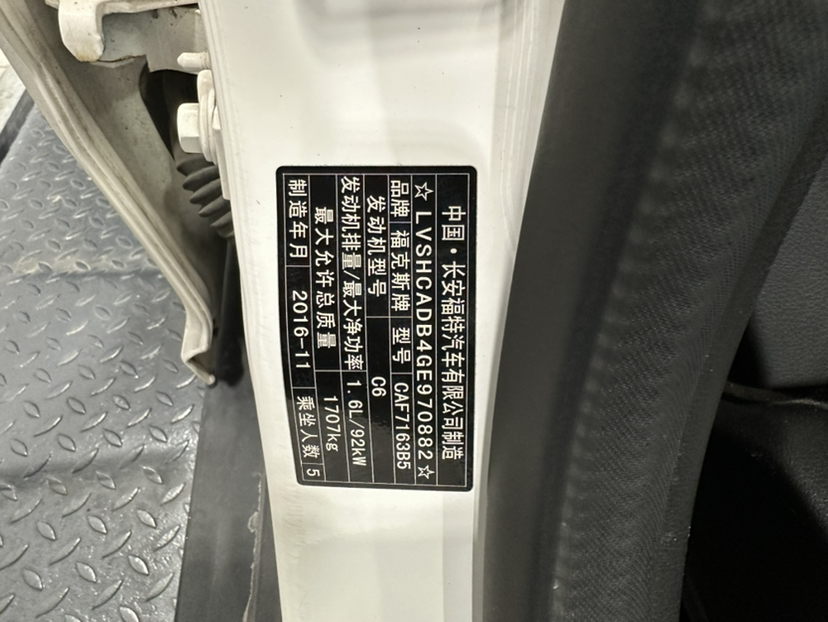 中国·长安福特汽车有限公司制造
☆LVSHCADB4GE970882☆
品牌 福克斯牌 型号 CAF7163B5
发动机型号 C6
发动机排量/最大净功率 1.6L/92kW
最大允许总质量 1707kg
制造年月 2016-11 乘坐人数 5